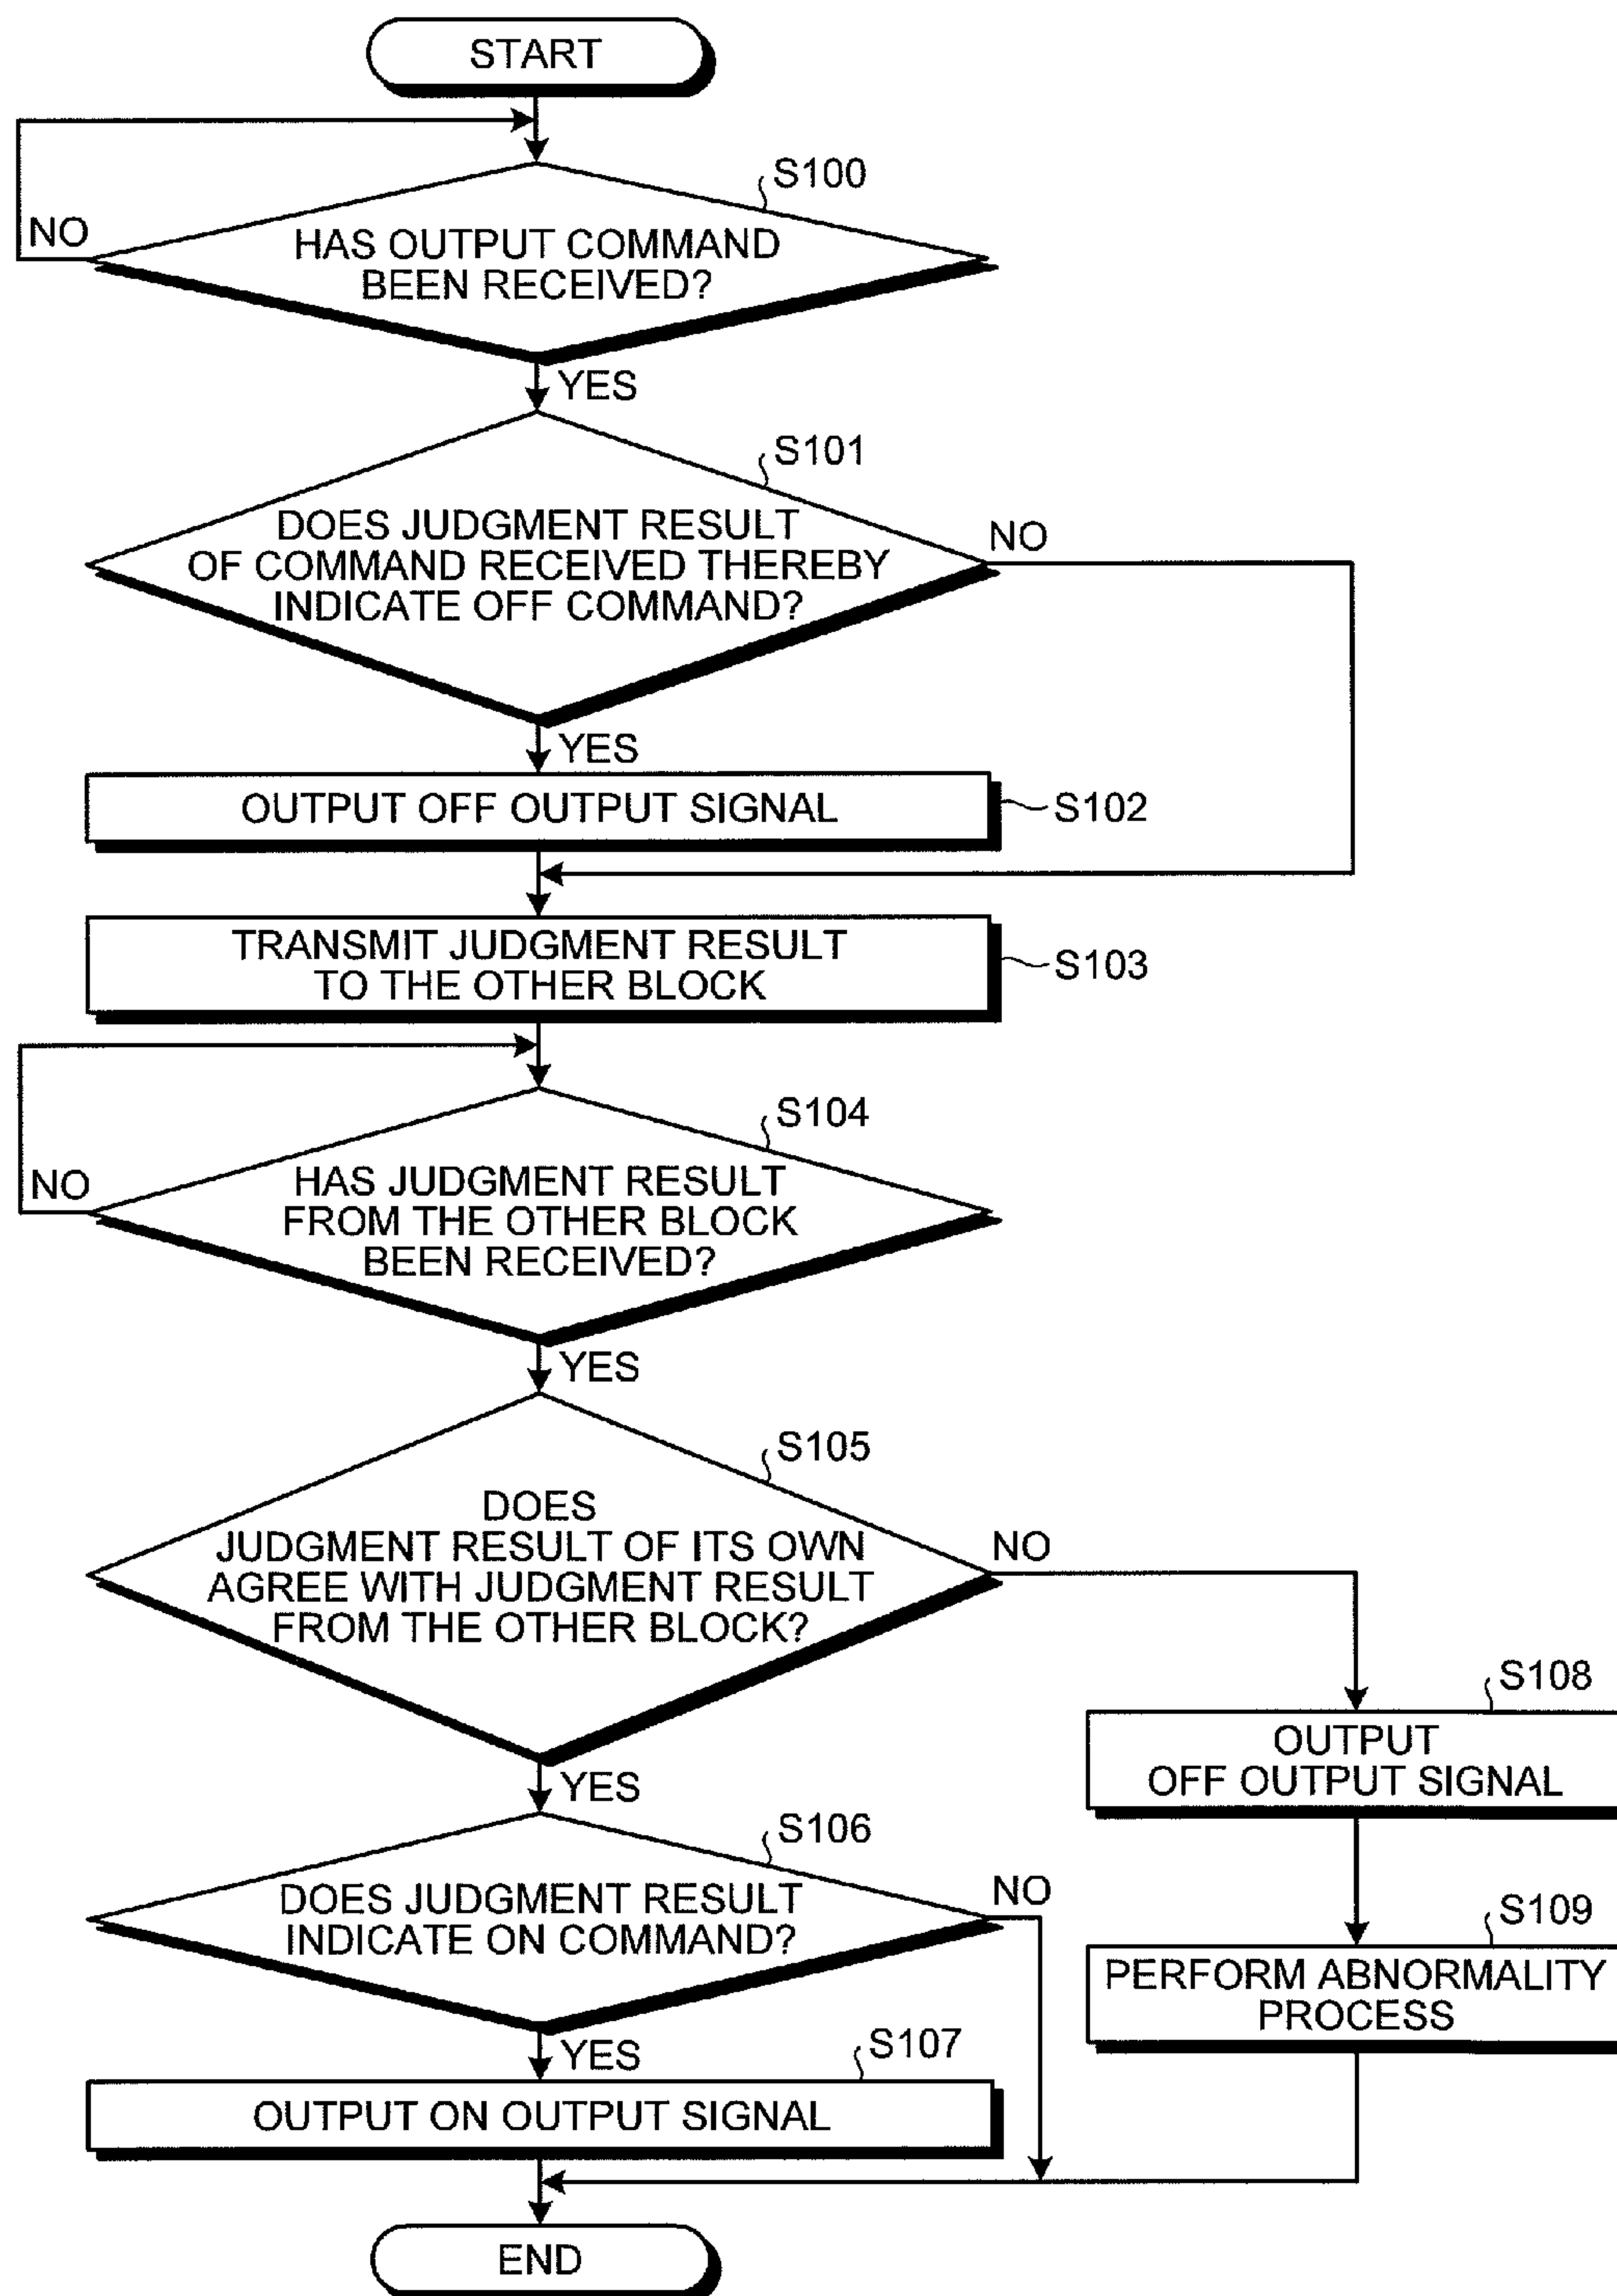 START
S100
NO
HAS OUTPUT COMMAND
BEEN RECEIVED?
YES
S101
DOES JUDGMENT RESULT
OF COMMAND RECEIVED THEREBY
INDICATE OFF COMMAND?
NO
YES
OUTPUT OFF OUTPUT SIGNAL
S102
TRANSMIT JUDGMENT RESULT
TO THE OTHER BLOCK
S103
S104
NO
HAS JUDGMENT RESULT
FROM THE OTHER BLOCK
BEEN RECEIVED?
YES
S105
DOES
JUDGMENT RESULT OF ITS OWN
AGREE WITH JUDGMENT RESULT
FROM THE OTHER BLOCK?
NO
YES
S108
OUTPUT
OFF OUTPUT SIGNAL
S106
DOES JUDGMENT RESULT
INDICATE ON COMMAND?
NO
S109
PERFORM ABNORMALITY
PROCESS
YES
S107
OUTPUT ON OUTPUT SIGNAL
END